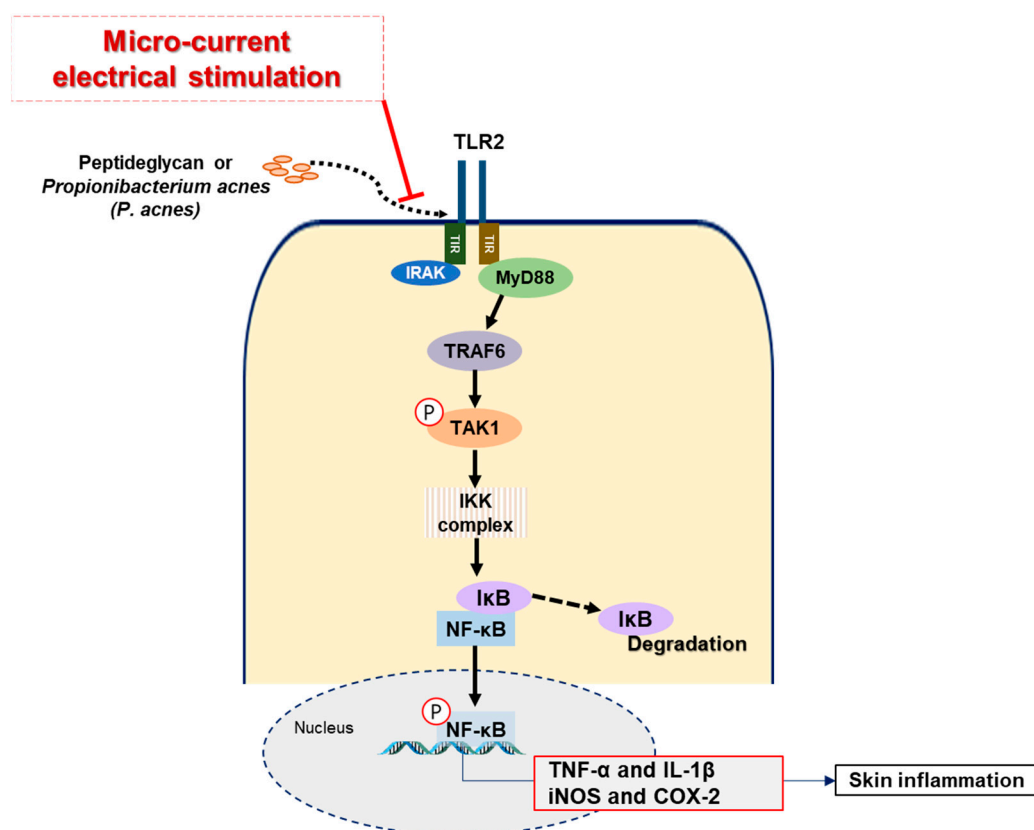 Micro-current
electrical stimulation
TLR2
Peptideglycan or
Propionibacterium acnes
(P. acnes)
TIR
TIR
IRAK
MyD88
TRAF6
P
TAK1
IKK
complex
IκB
NF-κB
IκB
Degradation
Nucleus
P
NF-κB
TNF-α and IL-1β
iNOS and COX-2
Skin inflammation